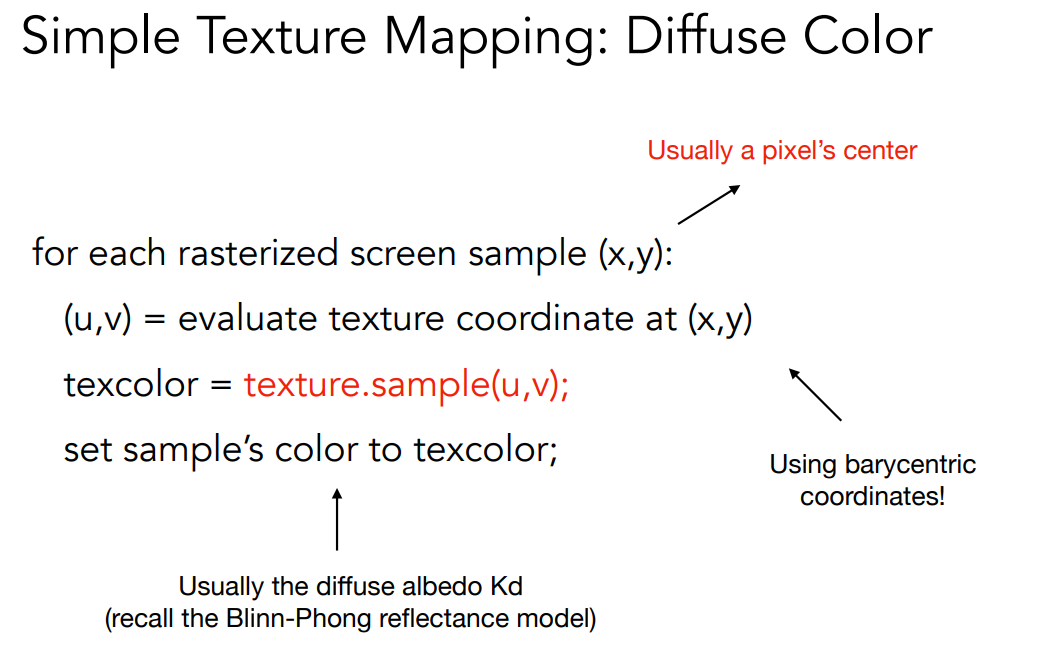 Simple Texture Mapping: Diffuse Color
Usually a pixel’s center
for each rasterized screen sample (x,y):
(u,v) = evaluate texture coordinate at (x,y)
texcolor = texture.sample(u,v);
set sample’s color to texcolor;
Using barycentric
coordinates!
Usually the diffuse albedo Kd
(recall the Blinn-Phong reflectance model)